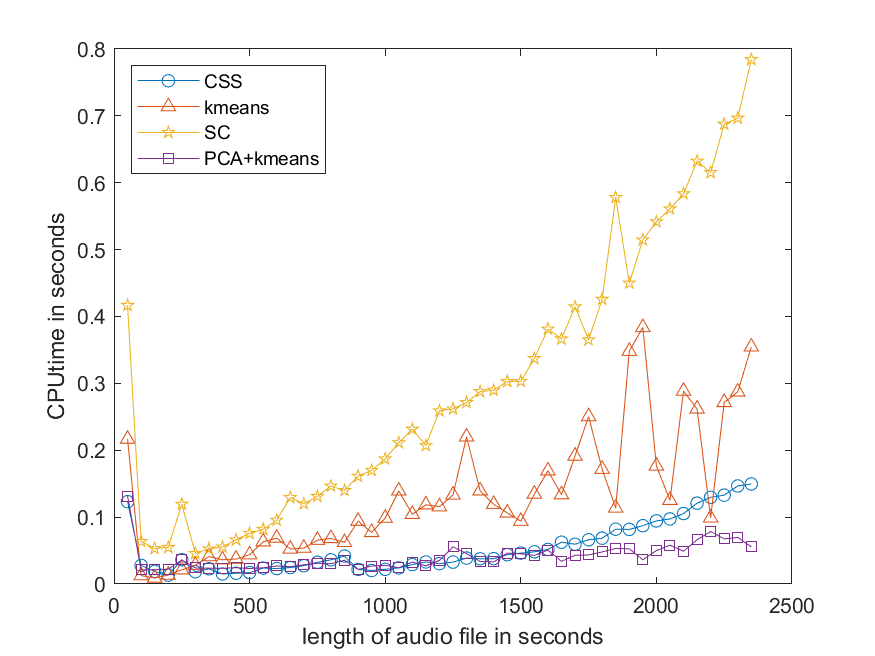 0.8
0.7
0.6
0.5
0.4
0.3
0.2
0.1
0
CPUtime in seconds
CSS
kmeans
SC
PCA+kmeans
0 500 1000 1500 2000 2500
length of audio file in seconds